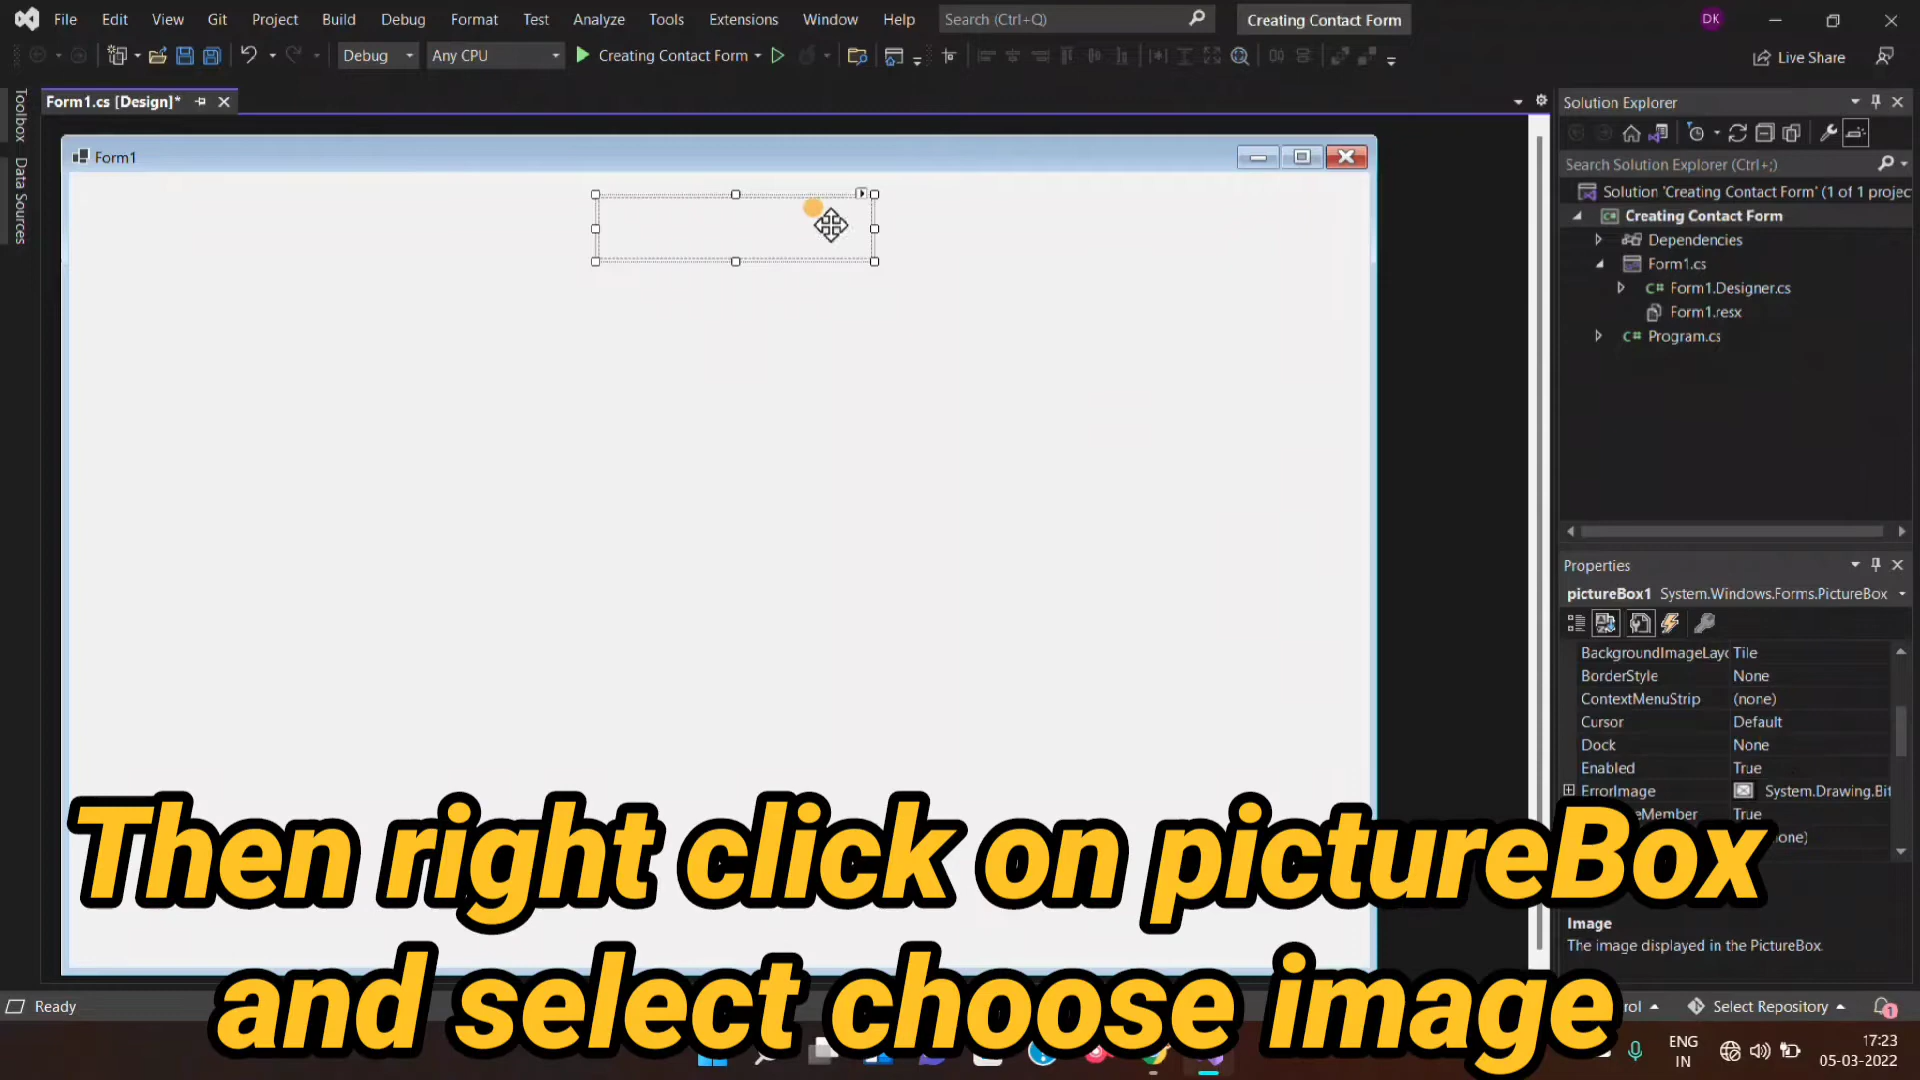 File Edit View Git Project Build Debug Format Test Analyze Tools Extensions Window Help Search (Ctrl+Q) Creating Contact Form DK
Debug Any CPU Creating Contact Form Live Share
Toolbox
Data Sources
Form1.cs [Design]*
Form1
Solution Explorer
Search Solution Explorer (Ctrl+;)
Solution 'Creating Contact Form' (1 of 1 projec
Creating Contact Form
Dependencies
Form1.cs
C# Form1.Designer.cs
Form1.resx
C# Program.cs
Properties
pictureBox1 System.Windows.Forms.PictureBox
BackgroundImageLayo Tile
BorderStyle None
ContextMenuStrip (none)
Cursor Default
Dock None
Enabled True
ErrorImage System.Drawing.Bit
Member True
one)
Then right click on pictureBox
and select choose image
Image
The image displayed in the PictureBox.
Ready
rol Select Repository 1
ENG
IN
17:23
05-03-2022